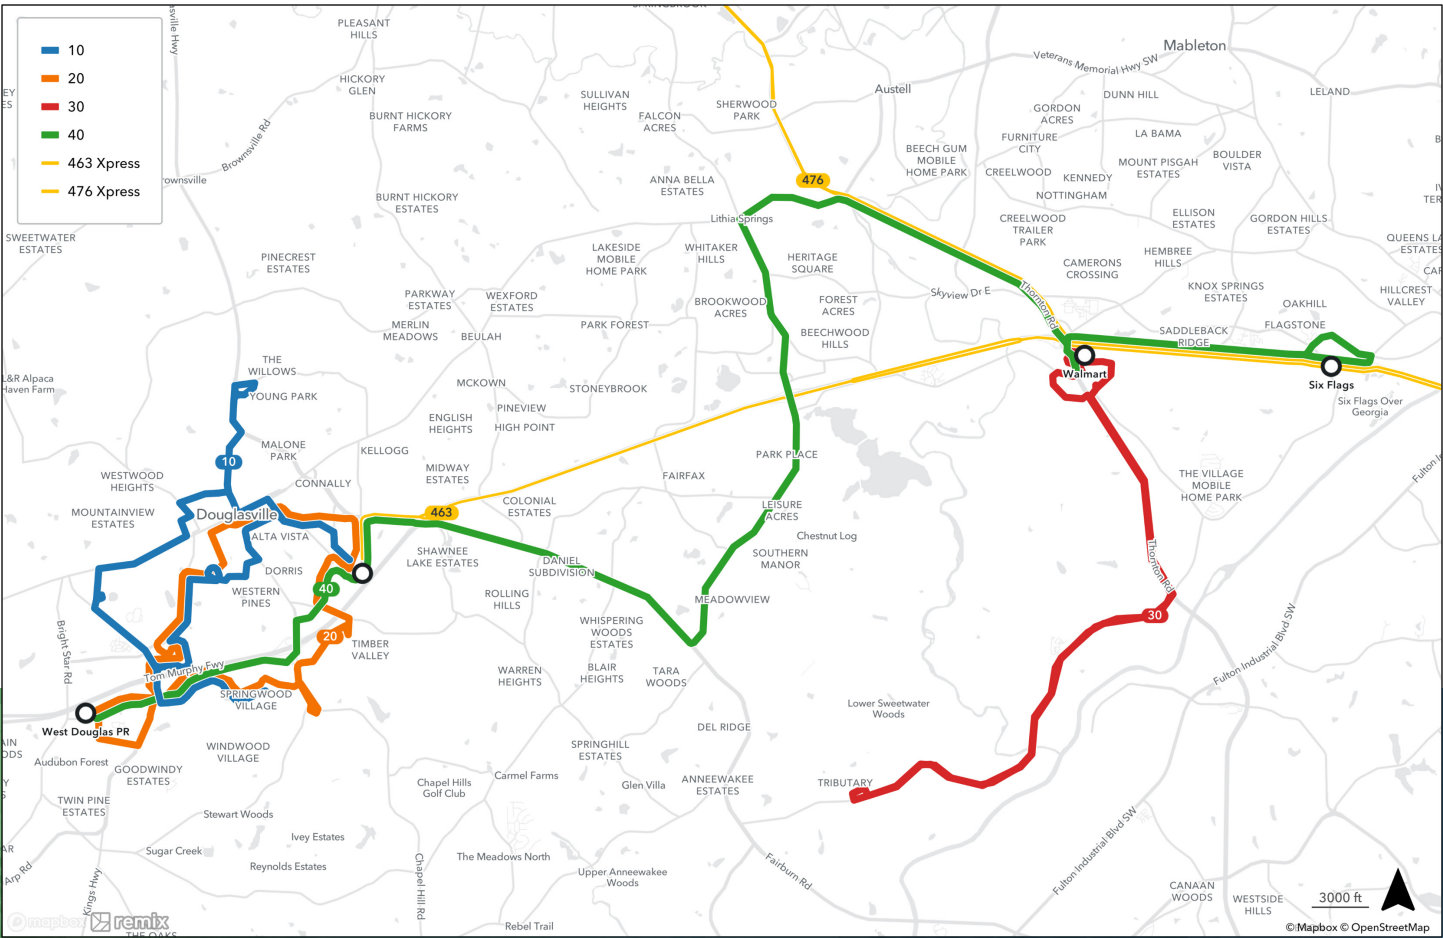 10
20
30
40
463 Xpress
476 Xpress
PLEASANT
HILLS
Mableton
Veterans Memorial Hwy SW
HICKORY
GLEN
Austell
SULLIVAN
HEIGHTS
SHERWOOD
PARK
DUNN HILL
LELAND
BURNT HICKORY
FARMS
FALCON
ACRES
GORDON
ACRES
FURNITURE
CITY
LA BAMA
Brownsville Rd
BEECH GUM
MOBILE
HOME PARK
BOULDER
VISTA
MOUNT PISGAH
ESTATES
CREELWOOD
KENNEDY
NOTTINGHAM
476
ANNA BELLA
ESTATES
BURNT HICKORY
ESTATES
Lithia Springs
CREELWOOD
TRAILER
PARK
ELLISON
ESTATES
GORDON HILLS
ESTATES
SWEETWATER
ESTATES
PINECREST
ESTATES
LAKESIDE
MOBILE
HOME PARK
WHITAKER
HILLS
HERITAGE
SQUARE
HEMBREE
HILLS
CAMERONS
CROSSING
PARKWAY
ESTATES
WEXFORD
ESTATES
BROOKWOOD
ACRES
FOREST
ACRES
Skyview Dr E
Thornton Rd
KNOX SPRINGS
ESTATES
HILLCREST
VALLEY
OAKHILL
MERLIN
MEADOWS
BEULAH
PARK FOREST
BEECHWOOD
HILLS
SADDLEBACK
RIDGE
FLAGSTONE
THE
WILLOWS
YOUNG PARK
L&R Alpaca
Haven Farm
MCKOWN
STONEYBROOK
Walmart
Six Flags
Six Flags Over
Georgia
PINEVIEW
ENGLISH
HEIGHTS
HIGH POINT
MALONE
PARK
KELLOGG
10
PARK PLACE
WESTWOOD
HEIGHTS
CONNALLY
MIDWAY
ESTATES
FAIRFAX
THE VILLAGE
MOBILE
HOME PARK
MOUNTAINVIEW
ESTATES
Douglasville
463
COLONIAL
ESTATES
LEISURE
ACRES
ALTA VISTA
Chestnut Log
SHAWNEE
LAKE ESTATES
DANIEL
SUBDIVISION
SOUTHERN
MANOR
Thornton Rd
DORRIS
WESTERN
PINES
40
ROLLING
HILLS
MEADOWVIEW
30
WHISPERING
WOODS
ESTATES
20
TIMBER
VALLEY
Bright Star Rd
Tom Murphy Fwy
WARREN
HEIGHTS
BLAIR
HEIGHTS
TARA
WOODS
Fulton Industrial Blvd SW
SPRINGWOOD
VILLAGE
Lower Sweetwater
Woods
West Douglas PR
DEL RIDGE
WINDWOOD
VILLAGE
SPRINGHILL
ESTATES
Audubon Forest
GOODWINDY
ESTATES
Chapel Hills
Golf Club
Carmel Farms
Glen Villa
ANNEEWAKEE
ESTATES
TRIBUTARY
TWIN PINE
ESTATES
Stewart Woods
Ivey Estates
Fulton Industrial Blvd SW
Sugar Creek
Reynolds Estates
The Meadows North
Upper Anneewakee
Woods
Fairburn Rd
Arp Rd
Kings Hwy
Chapel Hill Rd
CANAAN
WOODS
WESTSIDE
HILLS
3000 ft
Rebel Trail
mapbox
remix
© Mapbox © OpenStreetMap